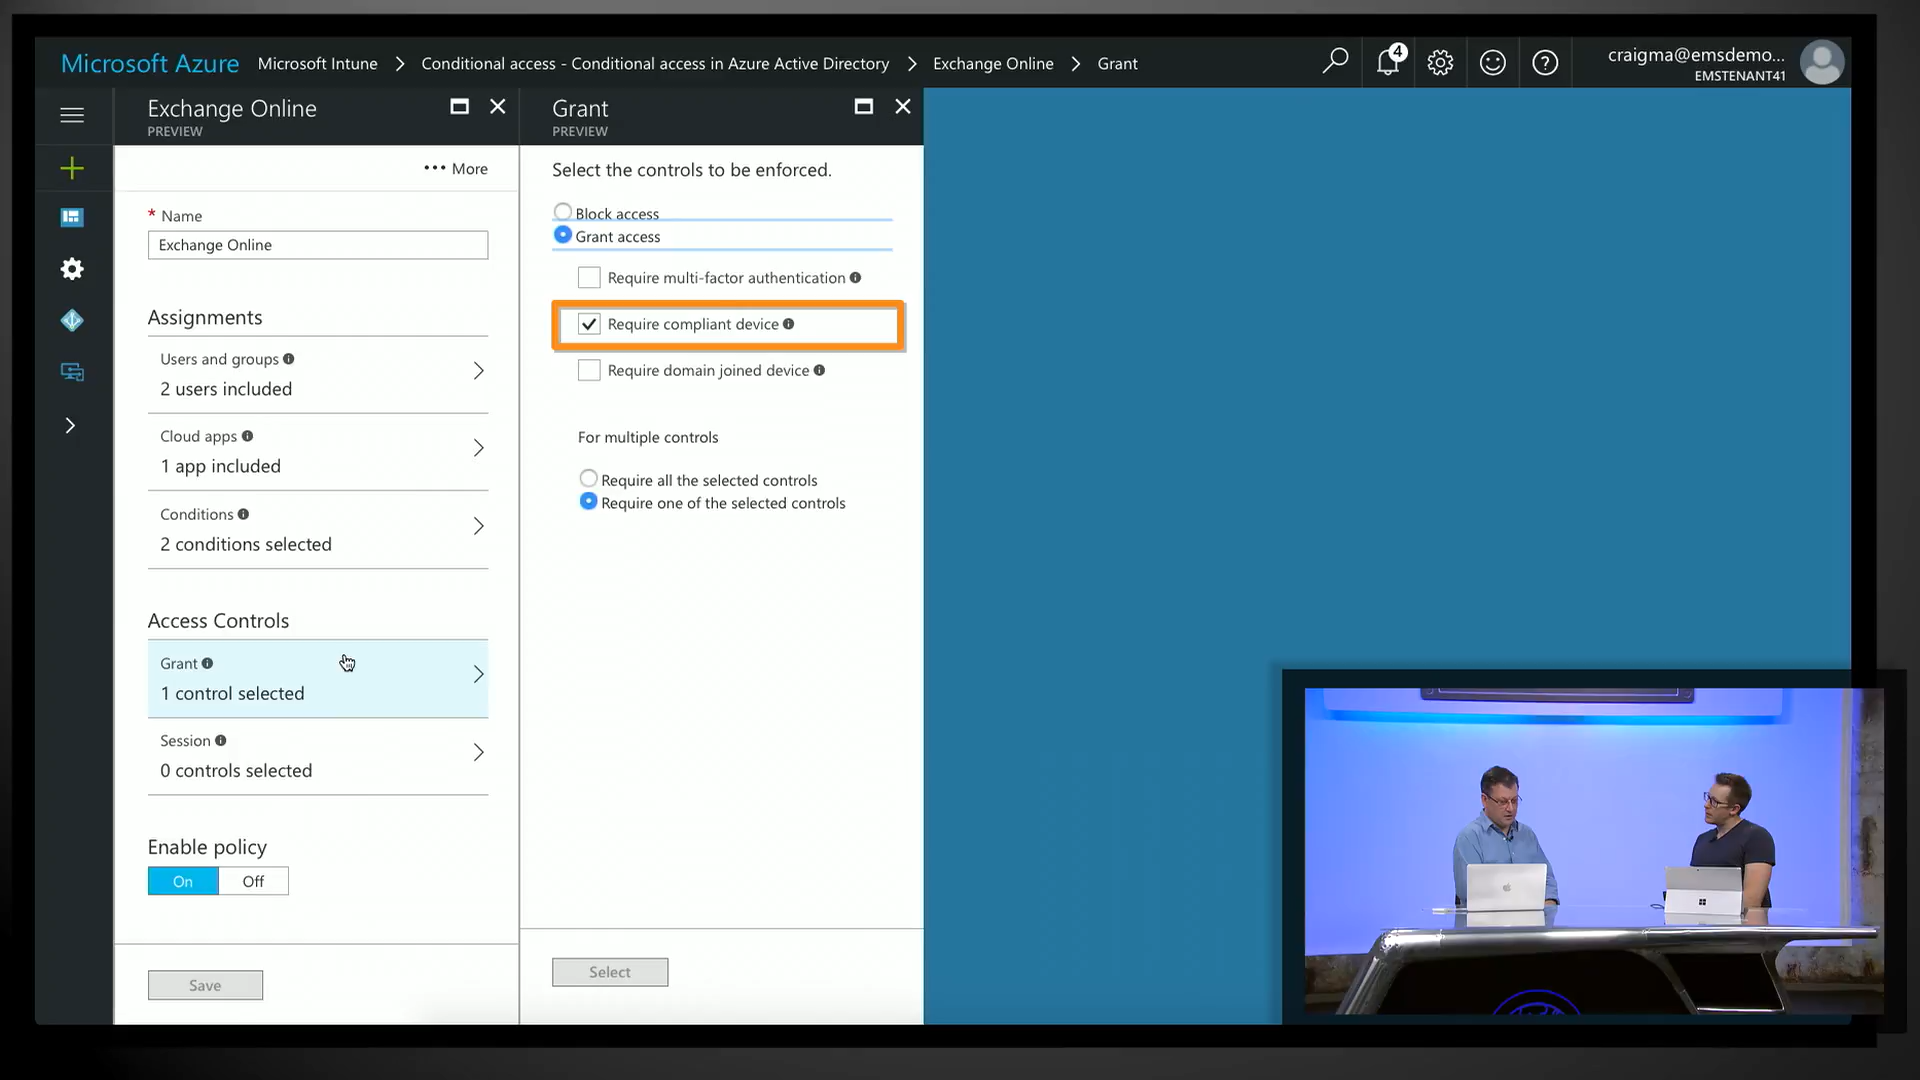 Microsoft Azure
Microsoft Intune > Conditional access - Conditional access in Azure Active Directory > Exchange Online > Grant
4
craigma@emsdemo...
EMSTENANT41
Exchange Online
PREVIEW
••• More
* Name
Exchange Online
Assignments
Users and groups
2 users included
Cloud apps
1 app included
Conditions
2 conditions selected
Access Controls
Grant
1 control selected
Session
0 controls selected
Enable policy
On Off
Save
Grant
PREVIEW
Select the controls to be enforced.
Block access
Grant access
Require multi-factor authentication
Require compliant device
Require domain joined device
For multiple controls
Require all the selected controls
Require one of the selected controls
Select